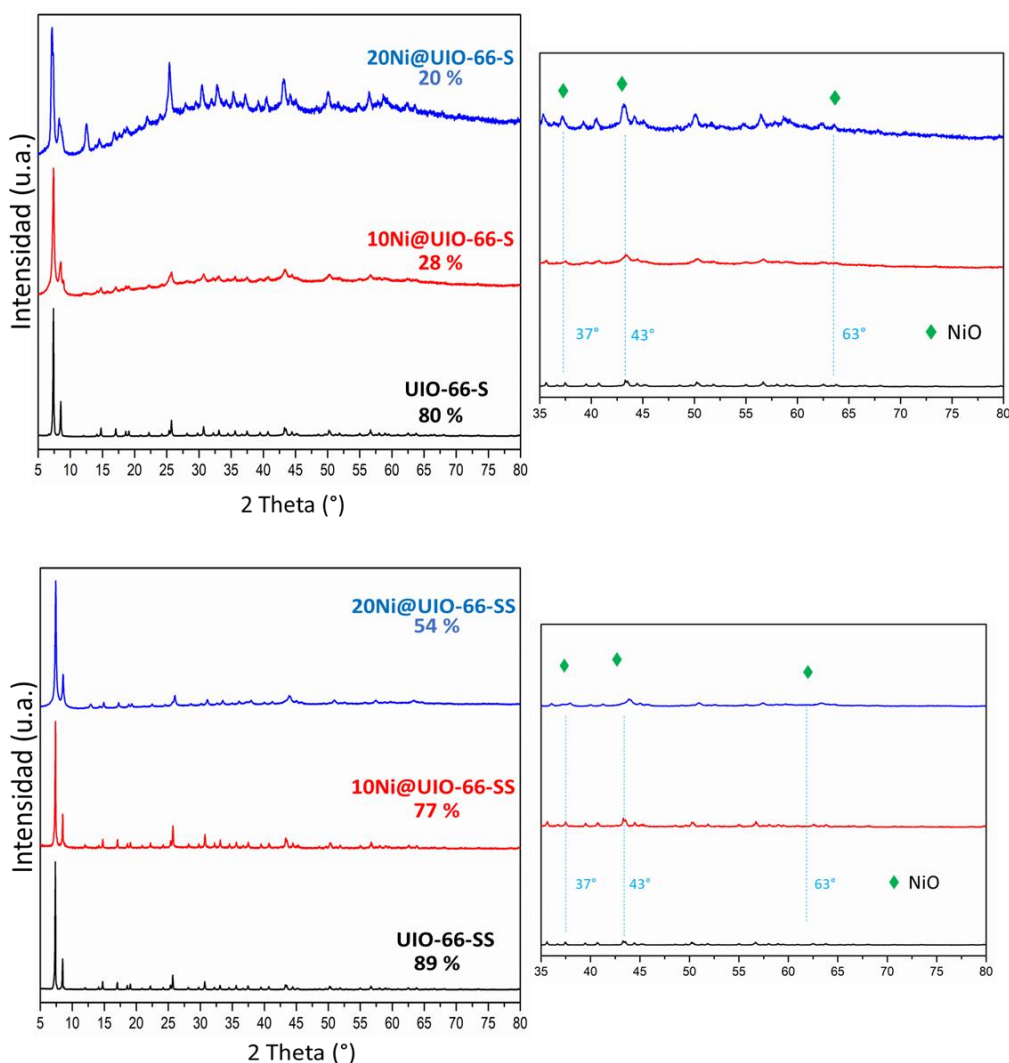 Intensidad (u.a.)
20Ni@UIO-66-S
20 %
10Ni@UIO-66-S
28 %
UIO-66-S
80 %
5 10 15 20 25 30 35 40 45 50 55 60 65 70 75 80
2 Theta (°)
37° 43° 63°
NiO
35 40 45 50 55 60 65 70 75 80
Intensidad (u.a.)
20Ni@UIO-66-SS
54 %
10Ni@UIO-66-SS
77 %
UIO-66-SS
89 %
5 10 15 20 25 30 35 40 45 50 55 60 65 70 75 80
2 Theta (°)
37° 43° 63°
NiO
35 40 45 50 55 60 65 70 75 80